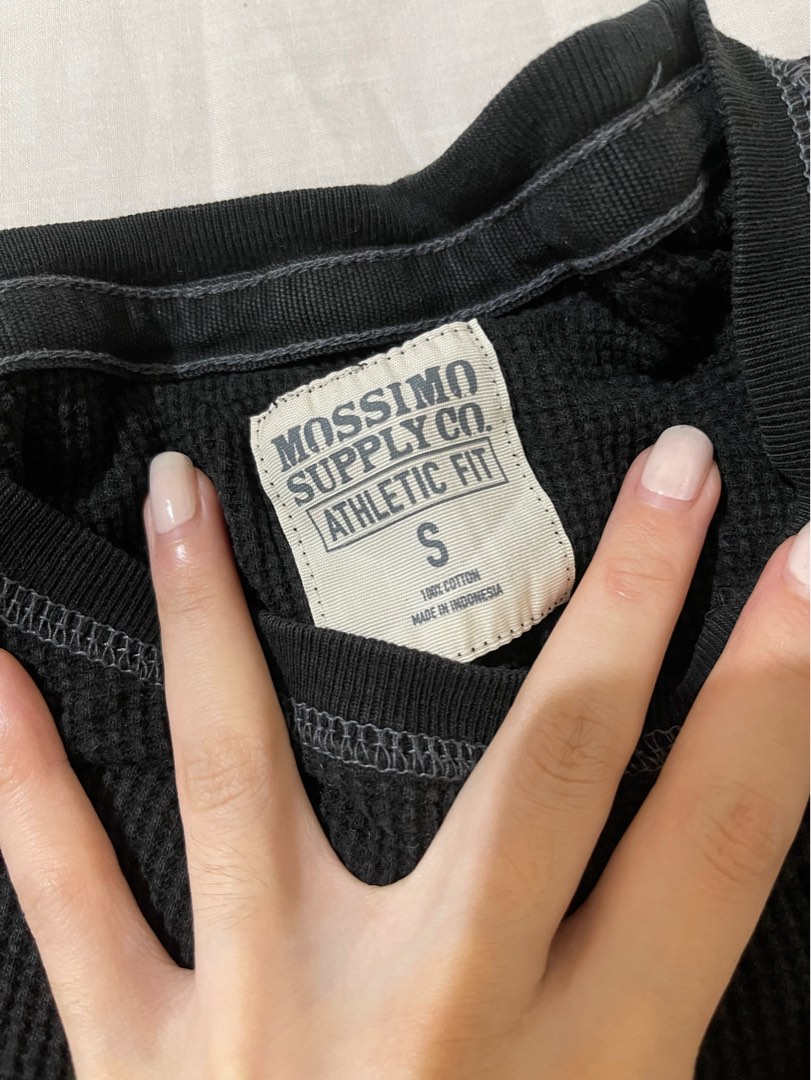 MOSSIMO
SUPPLY CO.
ATHLETIC FIT
S
100% COTTON
MADE IN INDONESIA